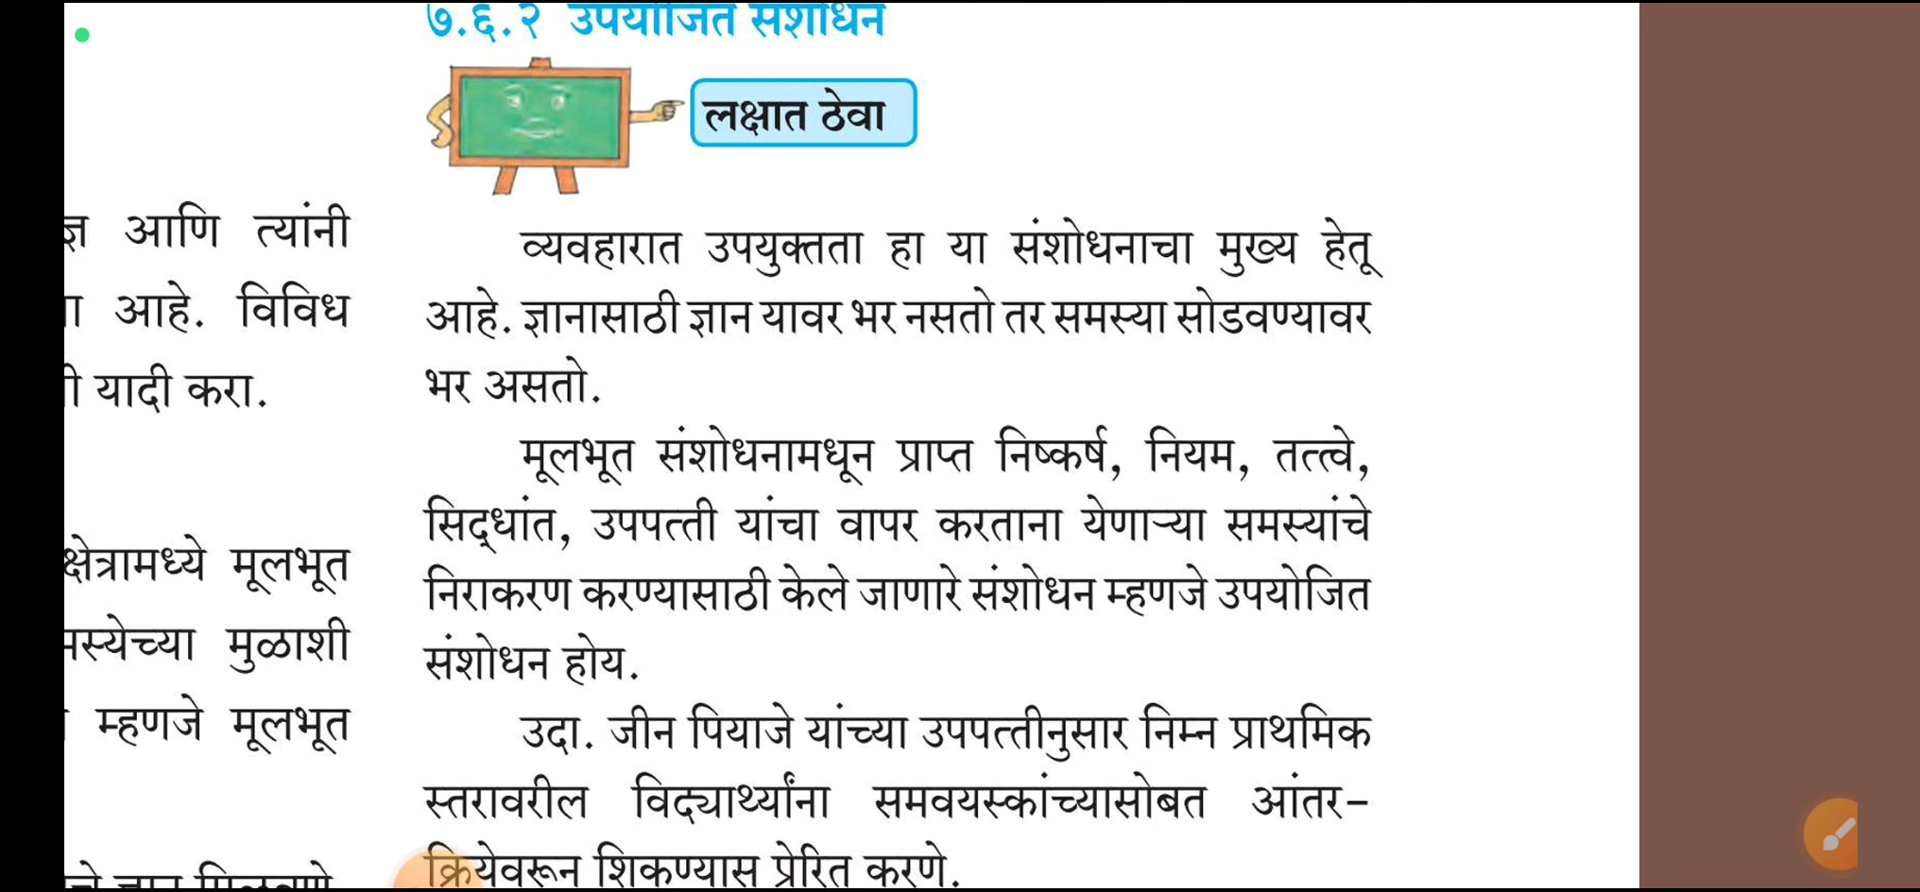 ज्ञ आणि त्यांनी
आहे. विविध
यादी करा.
क्षेत्रामध्ये मूलभूत
मुळाशी
म्हणजे मूलभूत
७.६.२ उपयोजित संशोधन
लक्षात ठेवा
व्यवहारात उपयुक्तता हा या संशोधनाचा मुख्य हेतू
आहे. ज्ञानासाठी ज्ञान यावर भर नसतो तर समस्या सोडवण्यावर
भर असतो.
मूलभूत संशोधनामधून प्राप्त निष्कर्ष, नियम, तत्त्वे,
सिद्धांत, उपपत्ती यांचा वापर करताना येणाऱ्या समस्यांचे
निराकरण करण्यासाठी केले जाणारे संशोधन म्हणजे उपयोजित
संशोधन होय.
उदा. जीन पियाजे यांच्या उपपत्तीनुसार निम्न प्राथमिक
स्तरावरील विद्यार्थ्यांना समवयस्कांच्यासोबत आंतर-
क्रियेवरून शिकण्यास प्रेरित करणे.